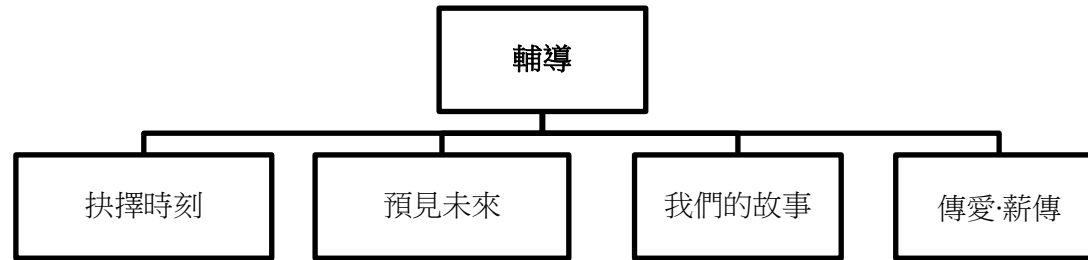 輔導
抉擇時刻
預見未來
我們的故事
傳愛·薪傳